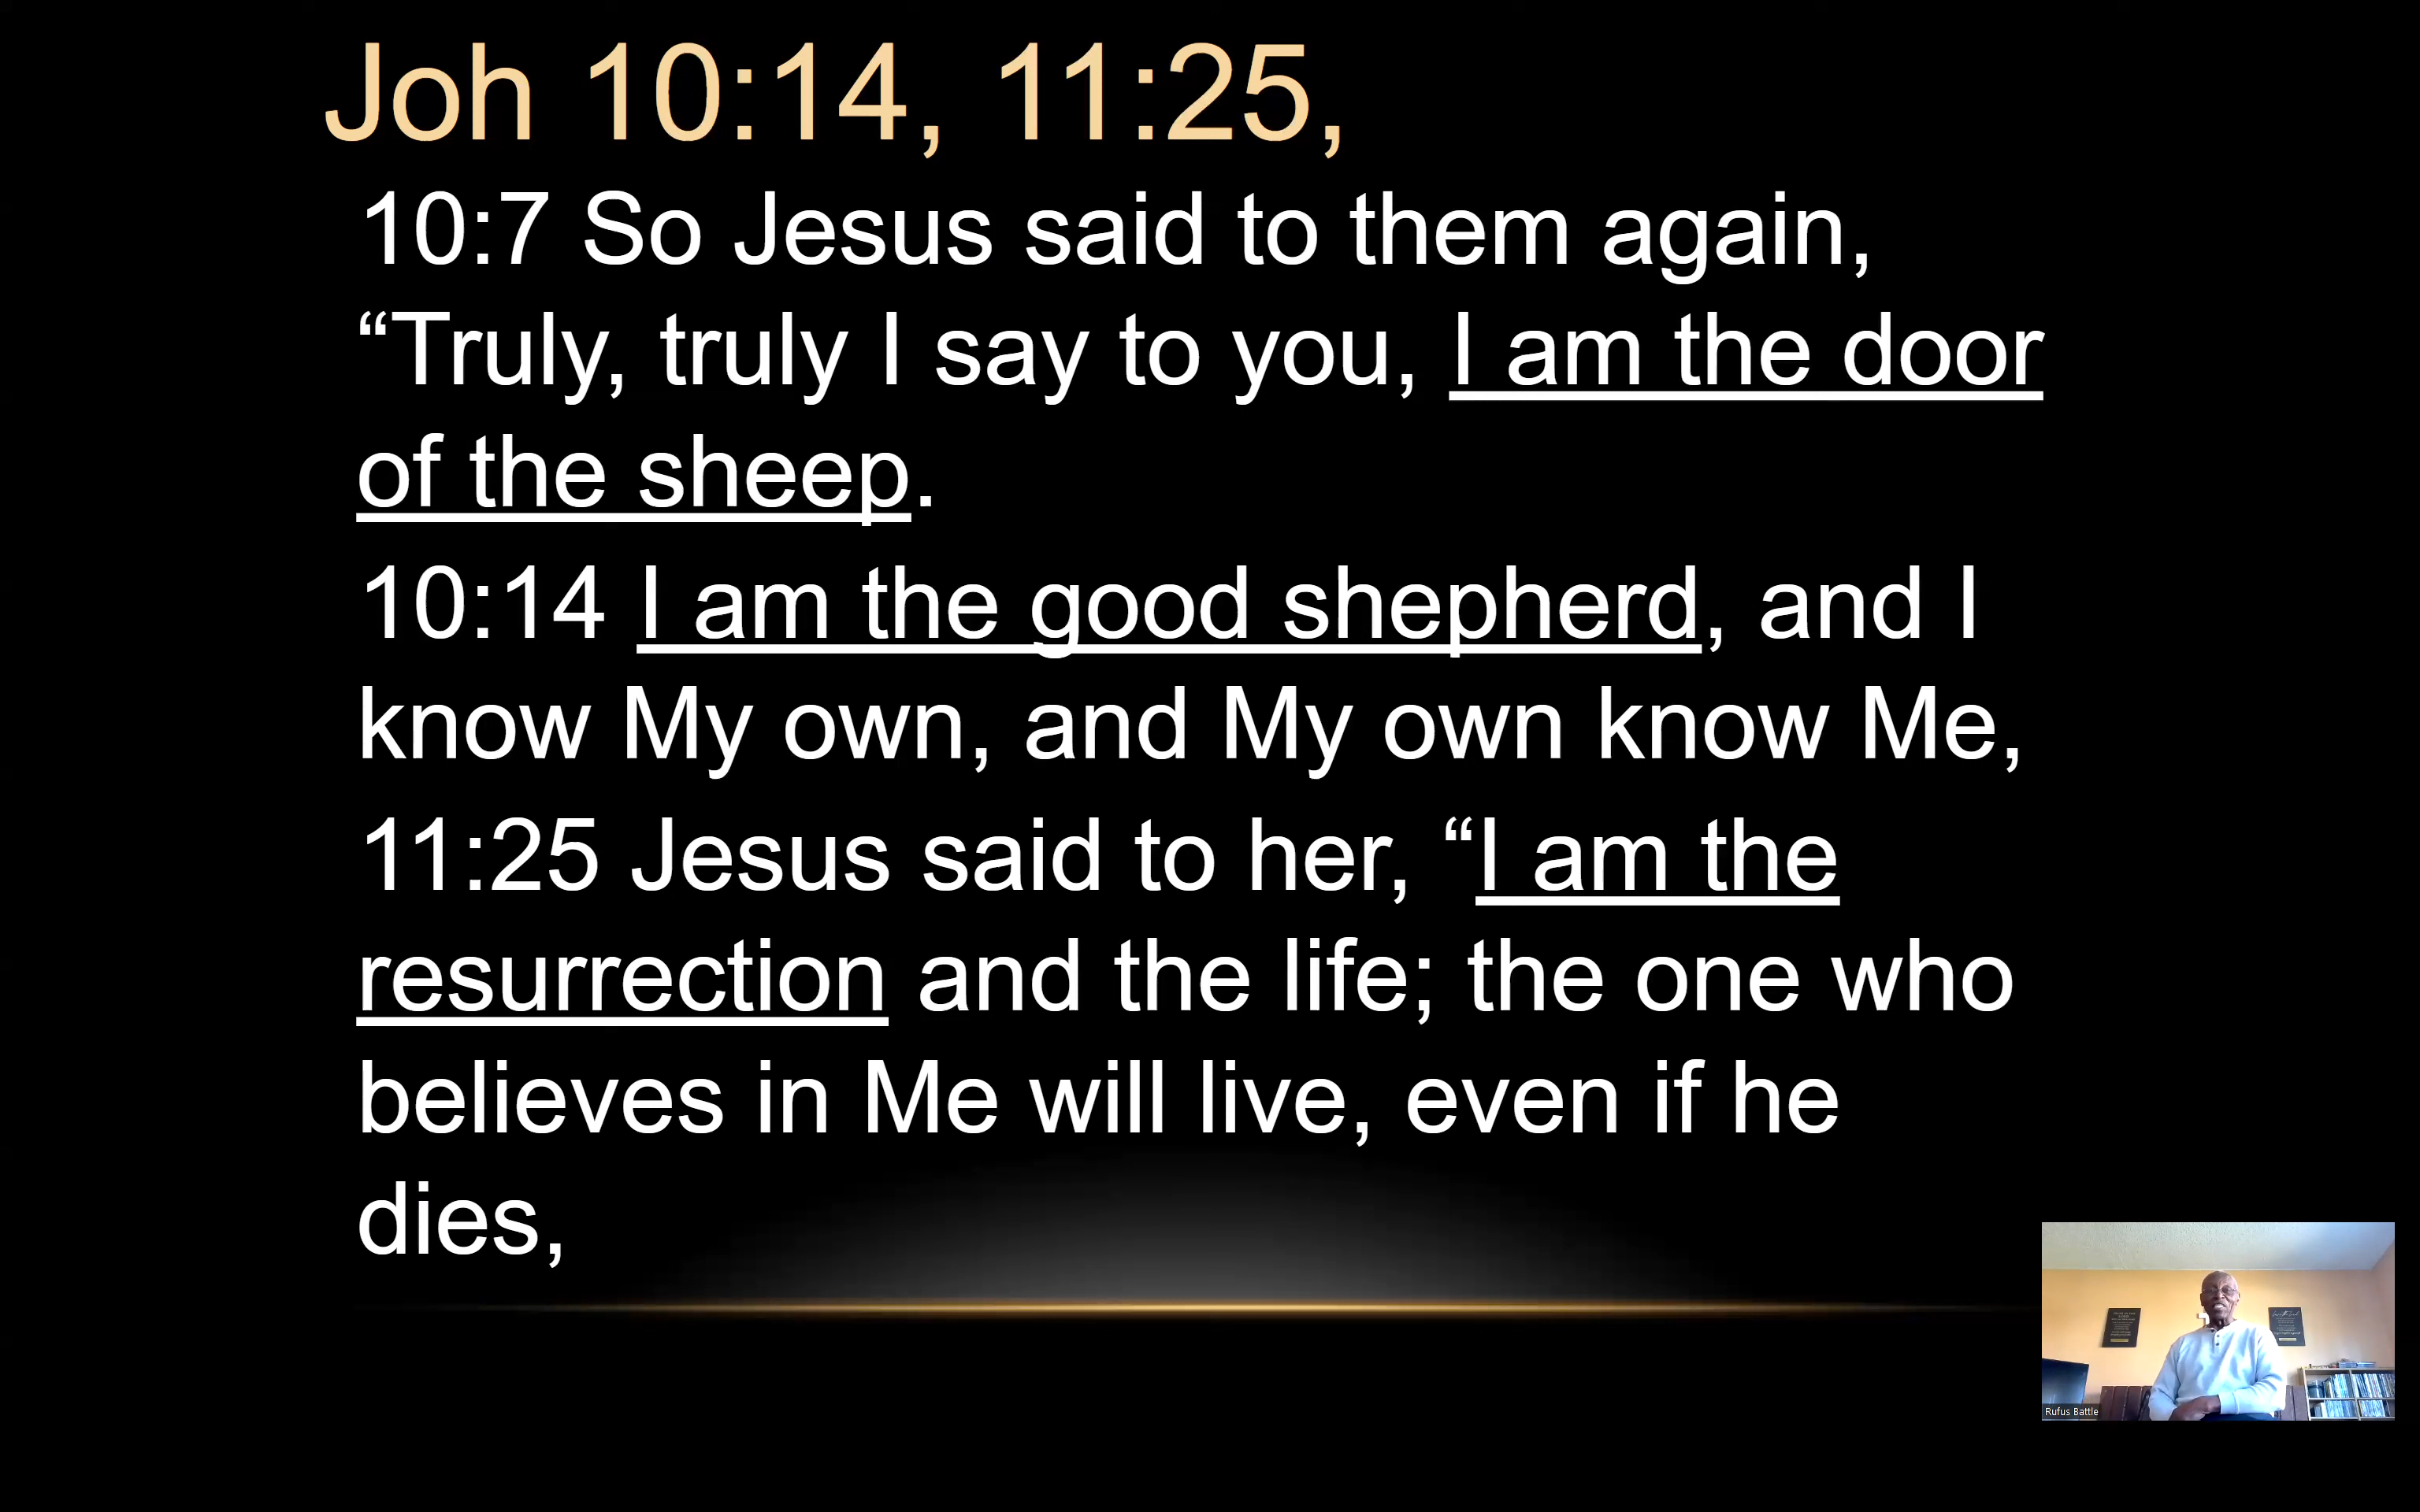 Joh 10:14, 11:25,
10:7 So Jesus said to them again,
“Truly, truly I say to you, I am the door
of the sheep.
10:14 I am the good shepherd, and I
know My own, and My own know Me,
11:25 Jesus said to her, “I am the
resurrection and the life; the one who
believes in Me will live, even if he
dies,
Rufus Battle